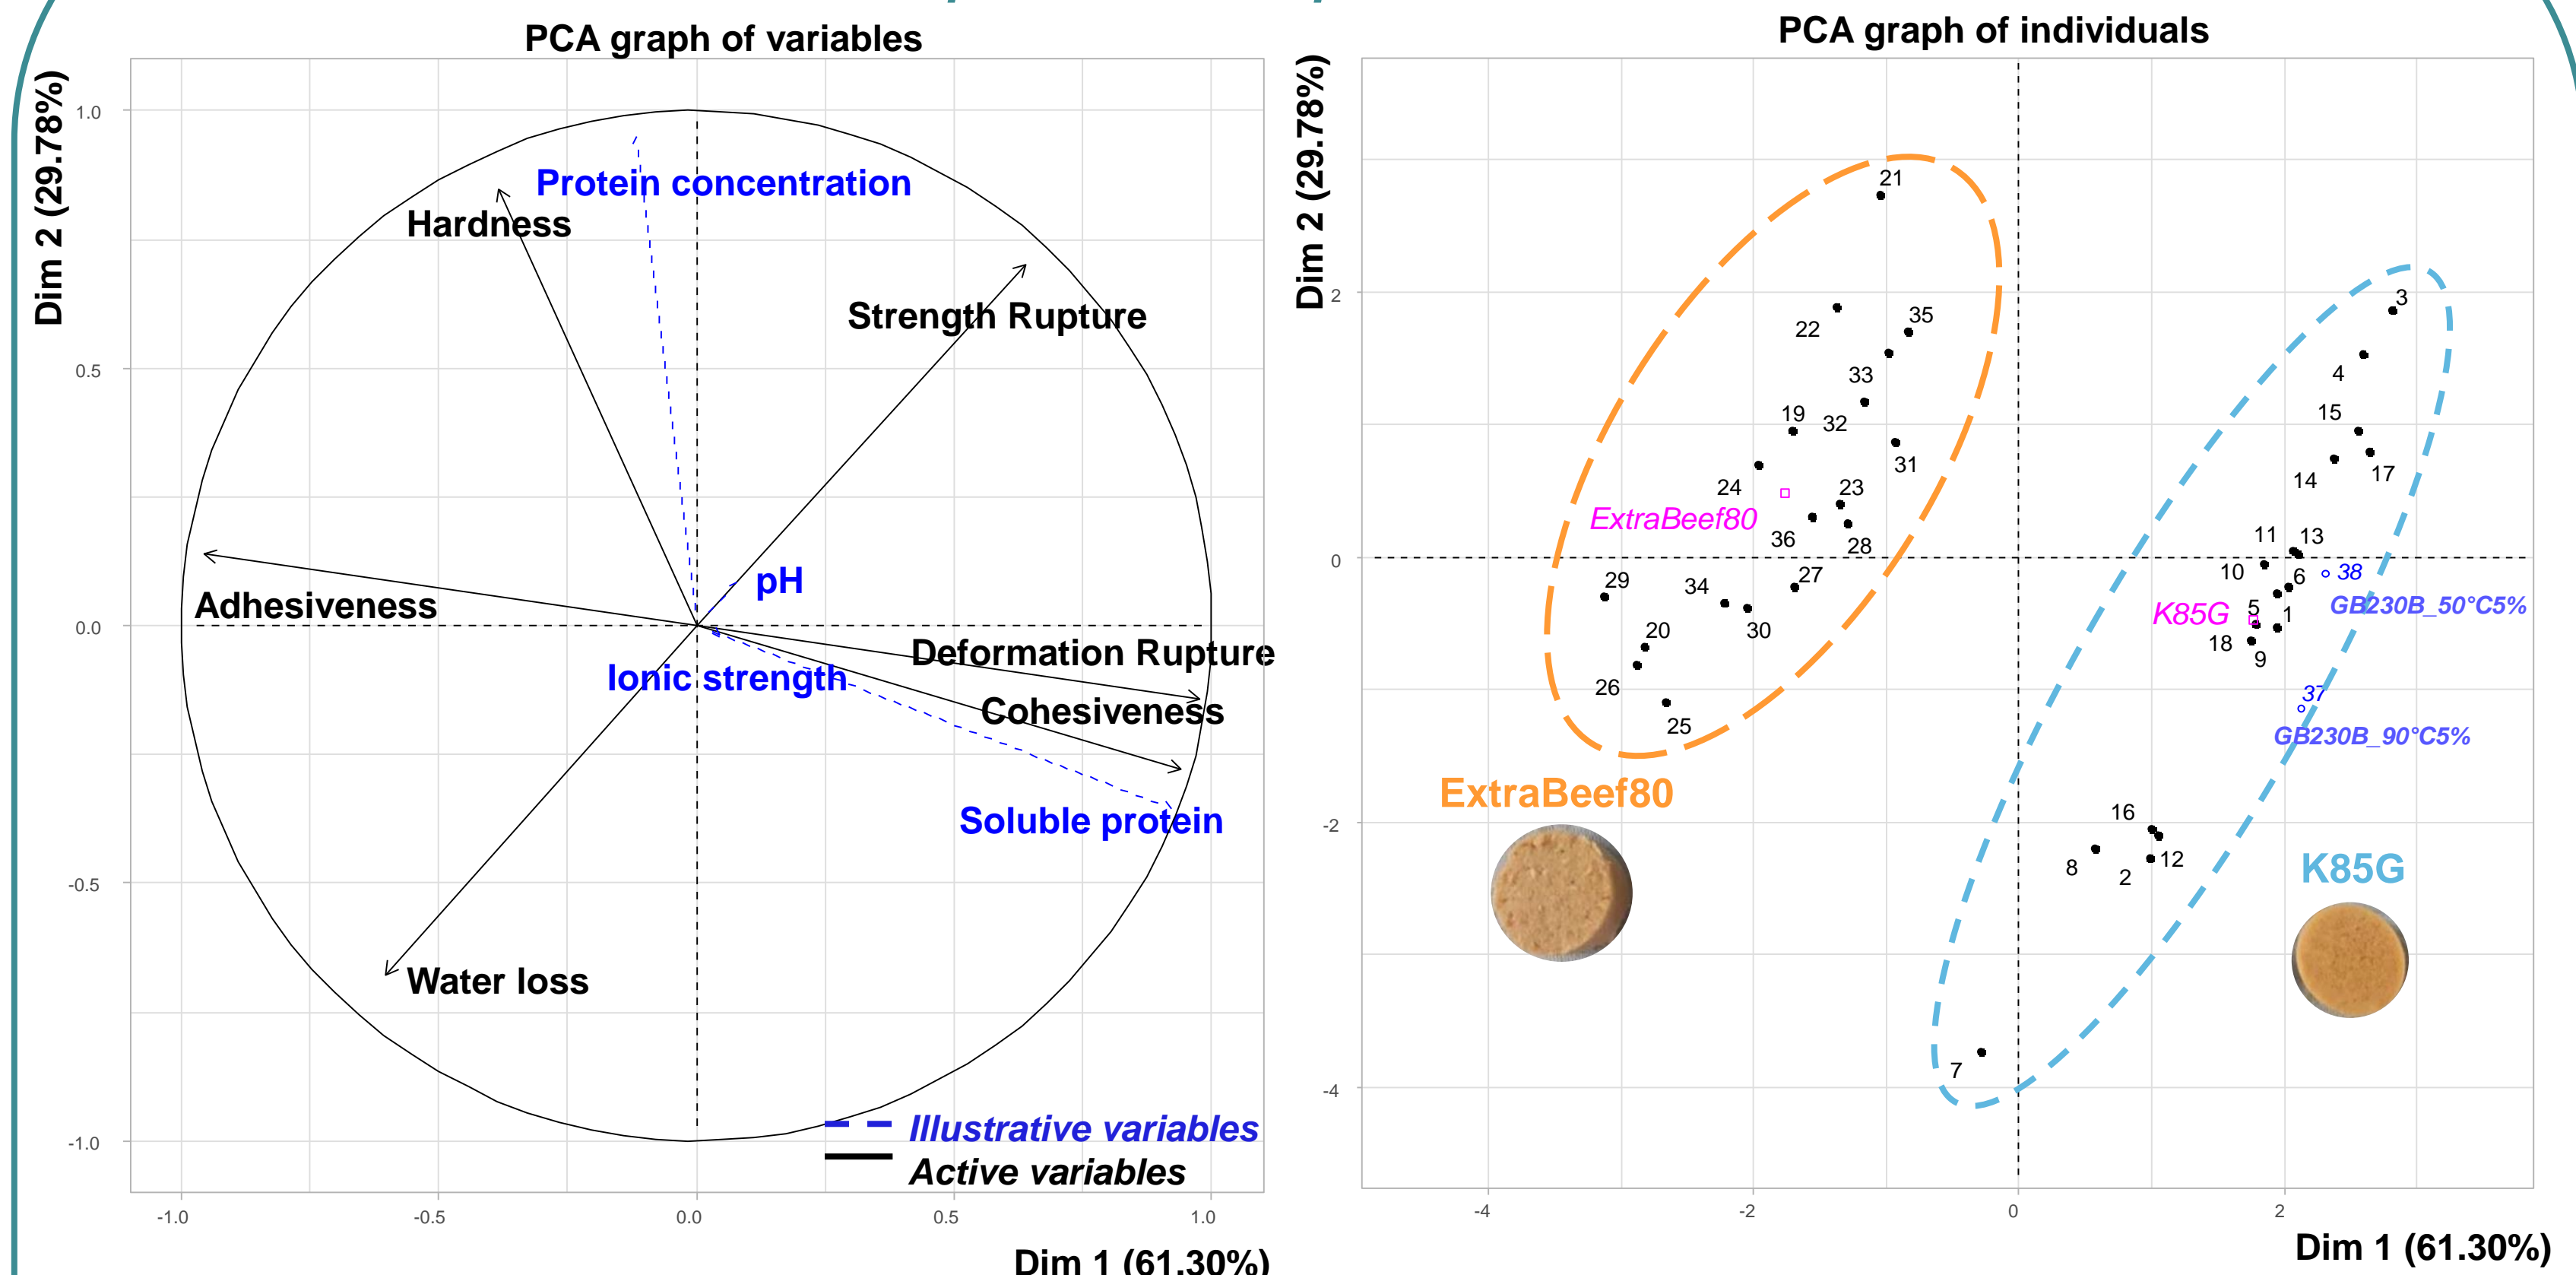 PCA graph of variables
Dim 2 (29.78%)
1.0
0.5
0.0
-0.5
-1.0
Protein concentration
Hardness
Strength Rupture
pH
Adhesiveness
Deformation Rupture
Ionic strength
Cohesiveness
Soluble protein
Water loss
Illustrative variables
Active variables
-1.0
-0.5
0.0
0.5
1.0
Dim 1 (61.30%)
PCA graph of individuals
Dim 2 (29.78%)
2
0
-2
-4
21
22
35
33
19
32
31
24
23
ExtraBeef80
36
28
29
34
27
20
30
26
25
ExtraBeef80
3
4
15
14
17
11
13
10
6
38
GB230B_50°C5%
5
K85G
1
18
9
37
GB230B_90°C5%
16
8
12
2
K85G
7
-4
-2
0
2
Dim 1 (61.30%)